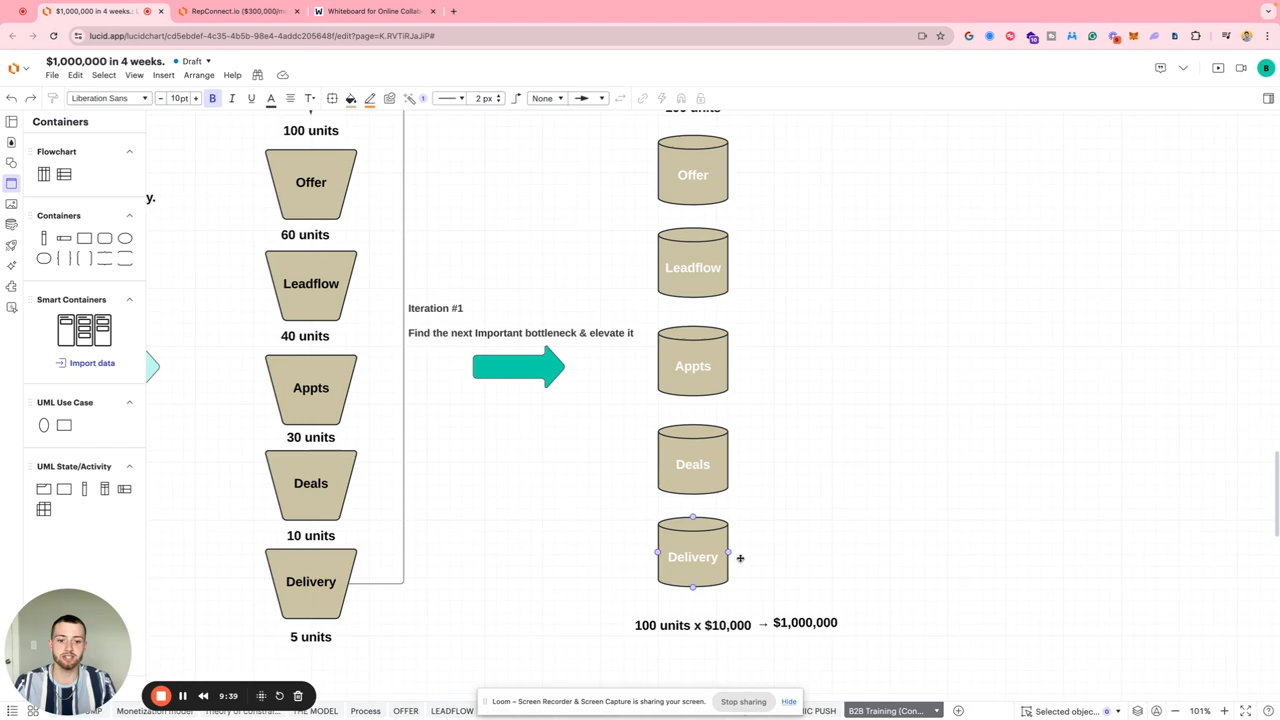 $1,000,000 in 4 weeks.:
RepConnect.io ($300,000/m
Whiteboard for Online Collab
lucid.app/lucidchart/cd5ebdef-4c35-4b5b-98e4-4addc205648f/edit?page=K.RVTiRJaJiP#
$1,000,000 in 4 weeks.
Draft
File Edit Select View Insert Arrange Help
Liberation Sans
10pt
B I U A T
2 px
None
Containers
Flowchart
Containers
Smart Containers
Import data
UML Use Case
UML State/Activity
y.
100 units
Offer
60 units
Leadflow
40 units
Appts
30 units
Deals
10 units
Delivery
5 units
Iteration #1
Find the next Important bottleneck & elevate it
100 units
Offer
Leadflow
Appts
Deals
Delivery
100 units x $10,000 → $1,000,000
9:39
Loom – Screen Recorder & Screen Capture is sharing your screen.
Stop sharing
Hide
Monetization model
THE MODEL
Process
OFFER
LEADFLOW
B2B Training (Con...
Selected objec...
0
101%